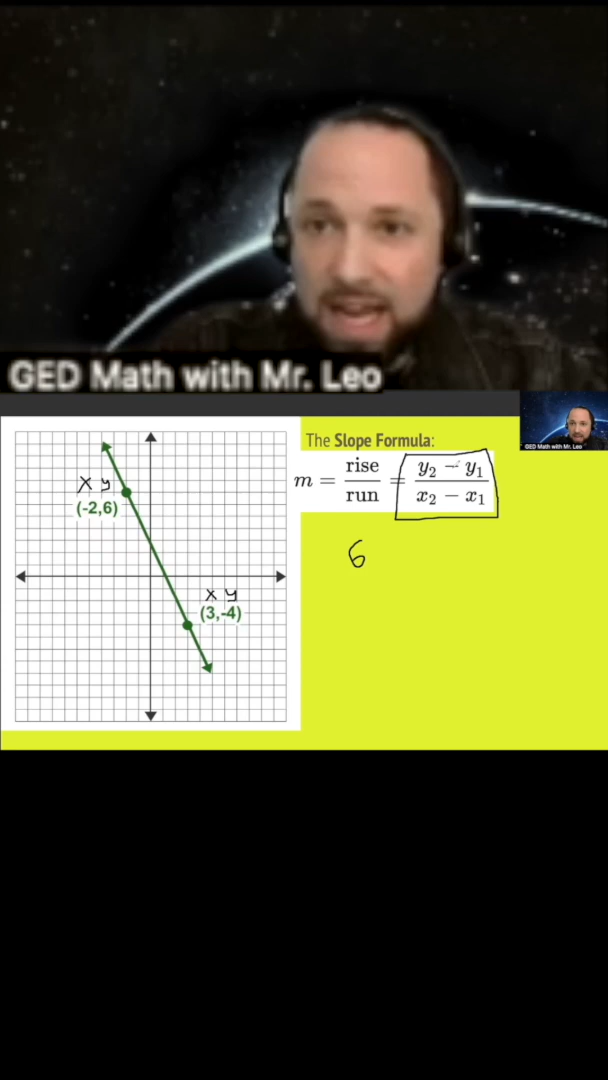 GED Math with Mr. Leo
GED Math with Mr. Leo
The Slope Formula:
m = rise/run = (y₂ − y₁)/(x₂ − x₁)
x y
(-2,6)
6
x y
(3,-4)